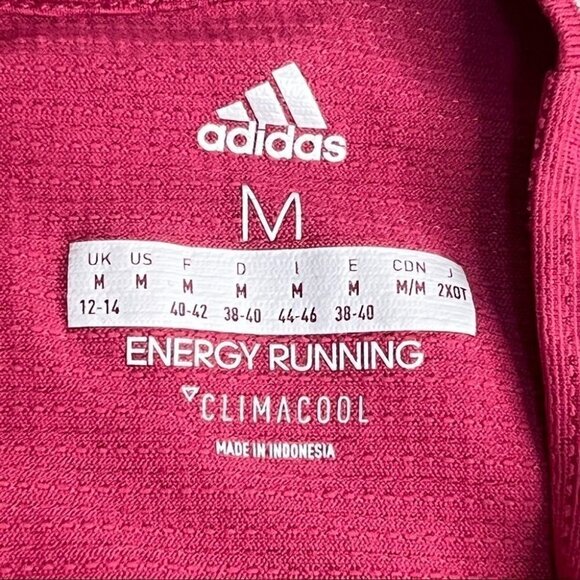 adidas
M
UK US F D I E CDN J
M M M M M M M/M 2XOT
12-14 40-42 38-40 44-46 38-40
ENERGY RUNNING
CLIMACOOL
MADE IN INDONESIA